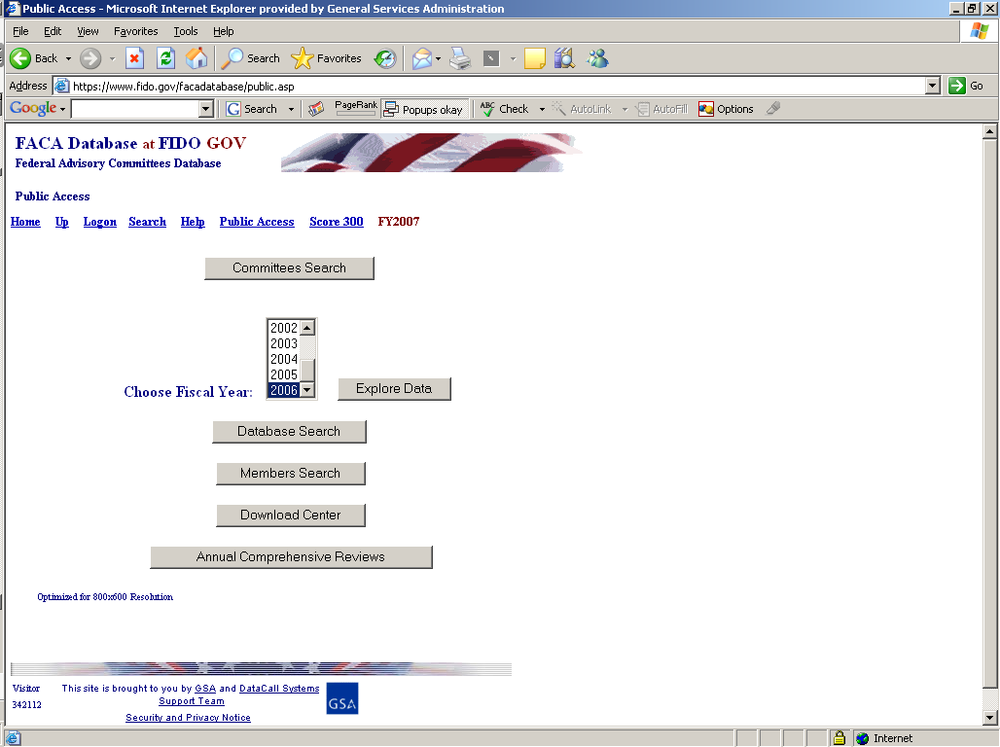 Public Access - Microsoft Internet Explorer provided by General Services Administration
File Edit View Favorites Tools Help
Back Search Favorites
Address https://www.fido.gov/facadatabase/public.asp Go
Google Search PageRank Popups okay ABC Check AutoLink AutoFill Options
FACA Database at FIDO GOV
Federal Advisory Committees Database
Public Access
Home Up Logon Search Help Public Access Score 300 FY2007
Committees Search
2002
2003
2004
2005
Choose Fiscal Year: 2006 Explore Data
Database Search
Members Search
Download Center
Annual Comprehensive Reviews
Optimized for 800x600 Resolution
Visitor This site is brought to you by GSA and DataCall Systems
342112 Support Team GSA
Security and Privacy Notice
Internet